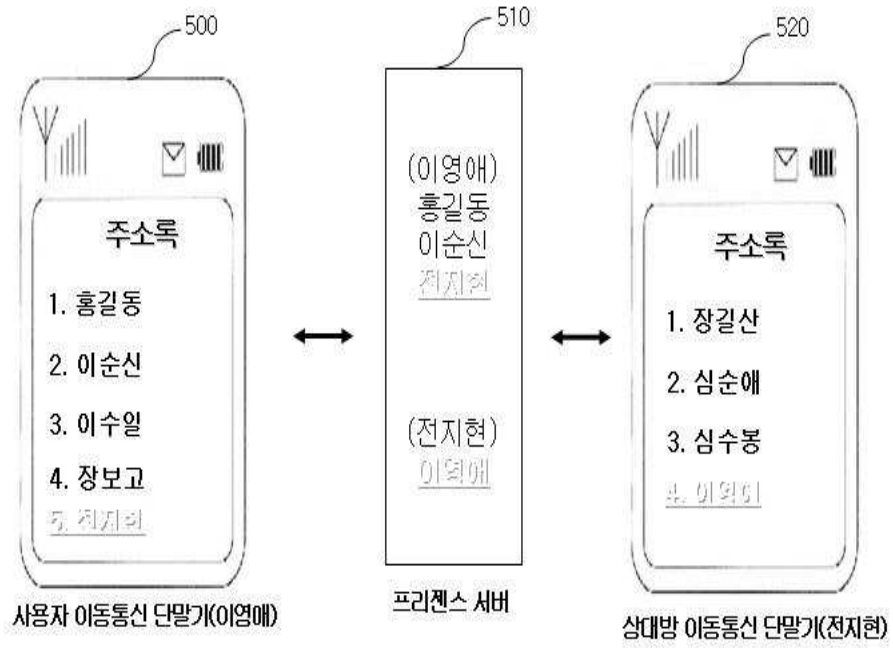 500
주소록
1. 홍길동
2. 이순신
3. 이수일
4. 장보고
5. 전지현
사용자 이동통신 단말기(이영애)
510
(이영애)
홍길동
이순신
전지현
(전지현)
이영애
프리젠스 서버
520
주소록
1. 장길산
2. 심순애
3. 심수봉
4. 이영애
상대방 이동통신 단말기(전지현)